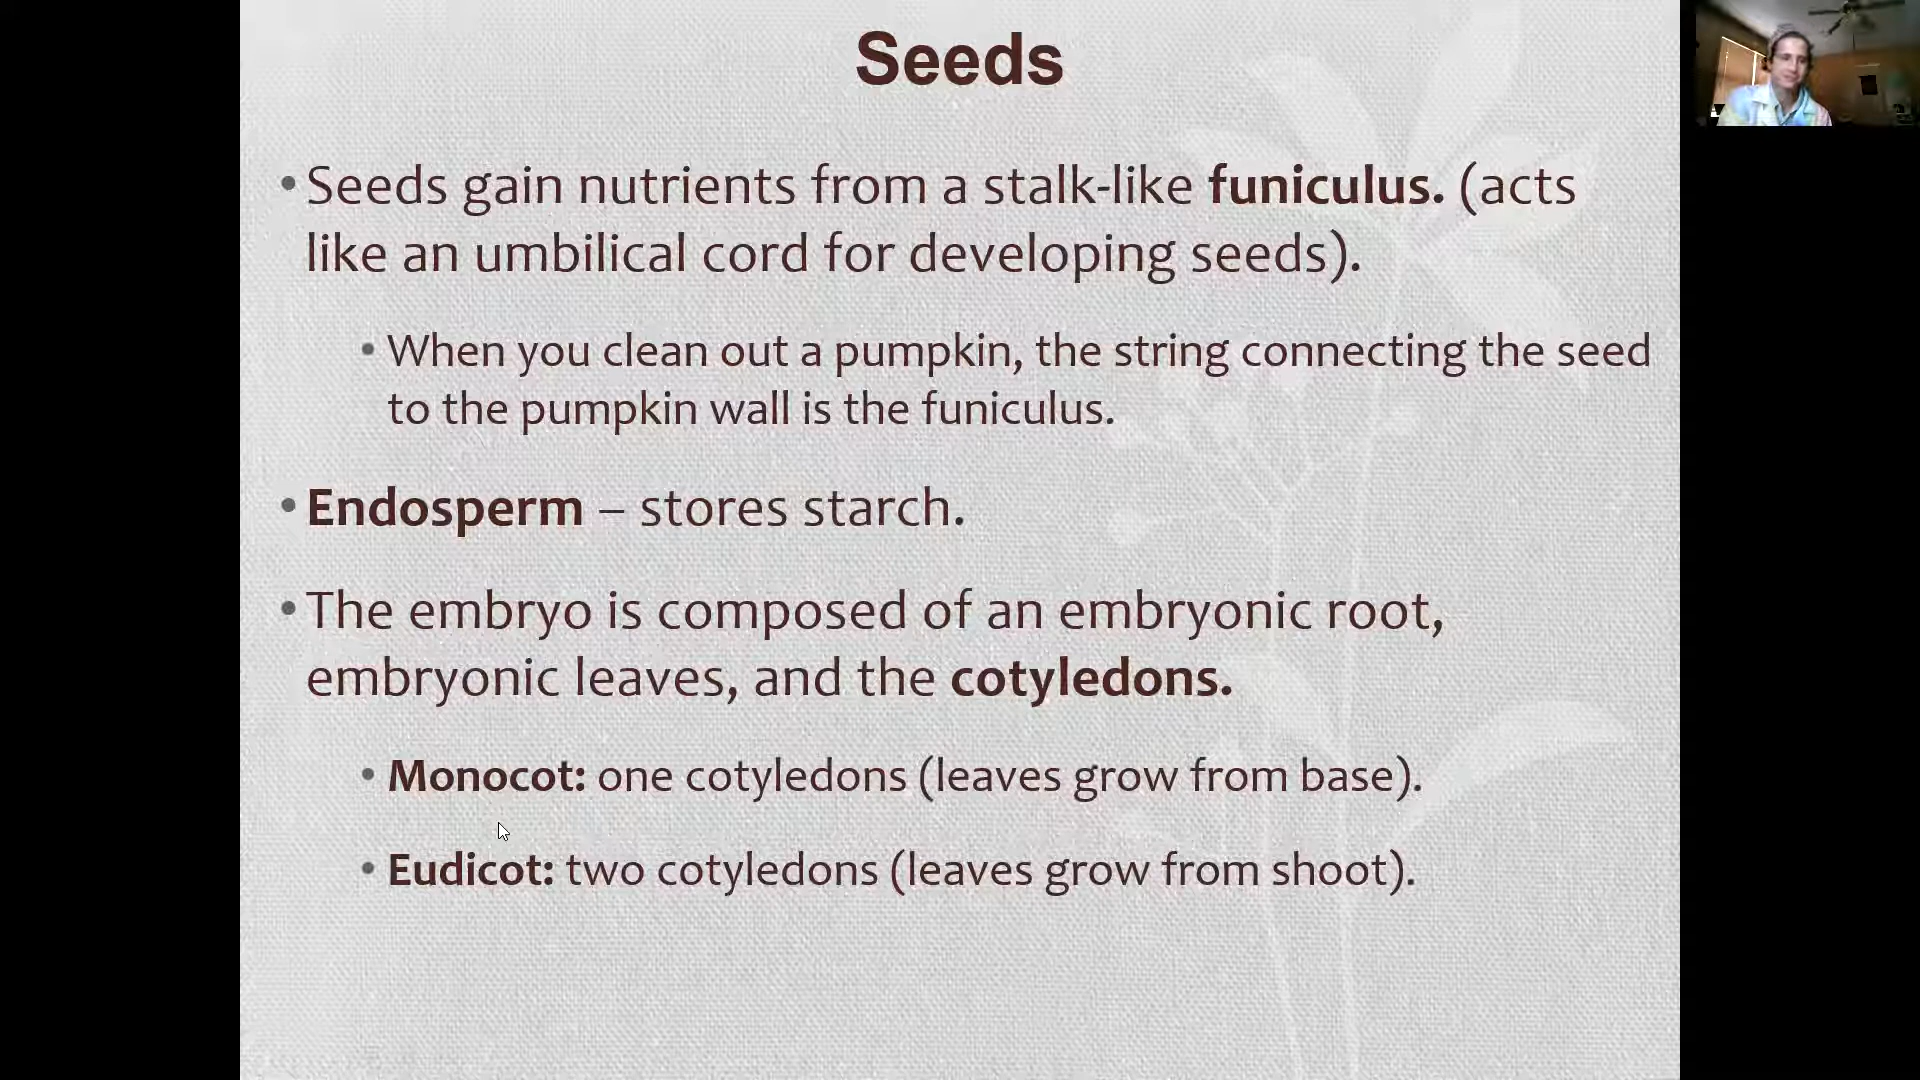 Seeds
• Seeds gain nutrients from a stalk-like funiculus. (acts
like an umbilical cord for developing seeds).
• When you clean out a pumpkin, the string connecting the seed
to the pumpkin wall is the funiculus.
• Endosperm – stores starch.
• The embryo is composed of an embryonic root,
embryonic leaves, and the cotyledons.
• Monocot: one cotyledons (leaves grow from base).
• Eudicot: two cotyledons (leaves grow from shoot).